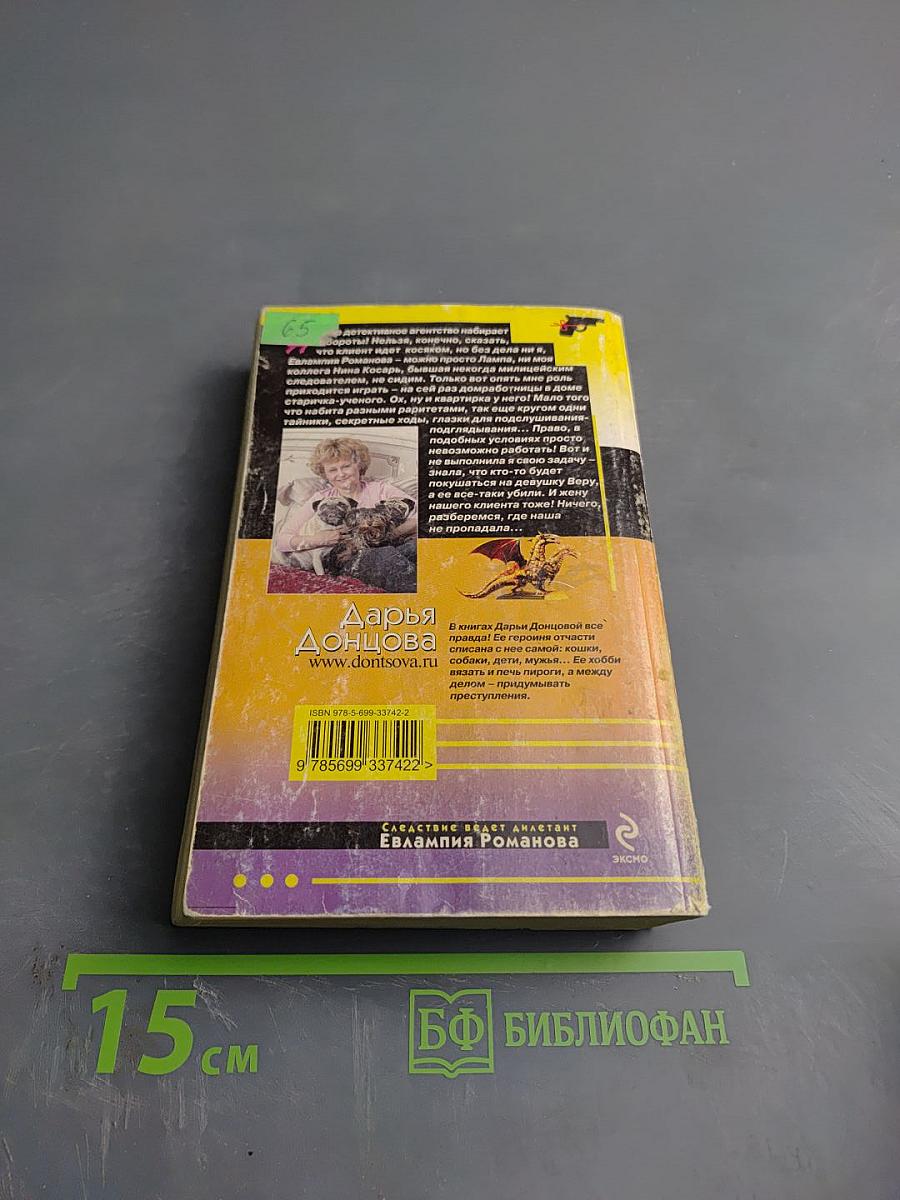 65
детективное агентство набирает
обороты! Нельзя, конечно, сказать,
что клиент идет косяком, но без дела ни я,
Евлампия Романова – можно просто Лампа, ни моя
коллега Нина Косарь, бывшая некогда милицейским
следователем, не сидим. Только вот опять мне роль
приходится играть – на сей раз домработницы в доме
старичка-ученого. Ох, ну и квартирка у него! Мало того
что набита разными раритетами, так еще кругом одни
тайники, секретные ходы, глазки для подслушивания-
подглядывания... Право, в
подобных условиях просто
невозможно работать! Вот и
не выполнила я свою задачу –
знала, что кто-то будет
покушаться на девушку Веру,
а ее все-таки убили. И жену
нашего клиента тоже! Ничего,
разберемся, где наша
не пропадала...
Дарья
Донцова
www.dontsova.ru
В книгах Дарьи Донцовой все
правда! Ее героиня отчасти
списана с нее самой: кошки,
собаки, дети, мужья... Ее хобби
вязать и печь пироги, а между
делом – придумывать
преступления.
ISBN 978-5-699-33742-2
9 785699 337422 >
Следствие ведет дилетант
Евлампия Романова
ЭКСМО
15 см
БФ БИБЛИОФАН